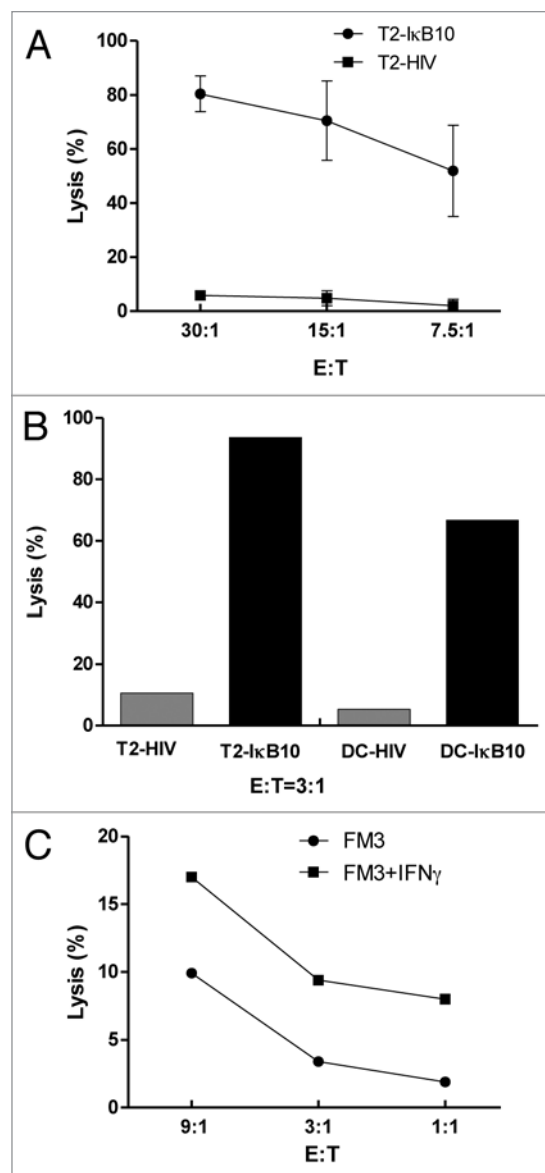 A
T2-IκB10
T2-HIV
100
80
60
40
20
0
Lysis (%)
30:1 15:1 7.5:1
E:T
B
100
80
60
40
20
0
Lysis (%)
T2-HIV T2-IκB10 DC-HIV DC-IκB10
E:T=3:1
C
FM3
FM3+IFNγ
20
15
10
5
0
Lysis (%)
9:1 3:1 1:1
E:T